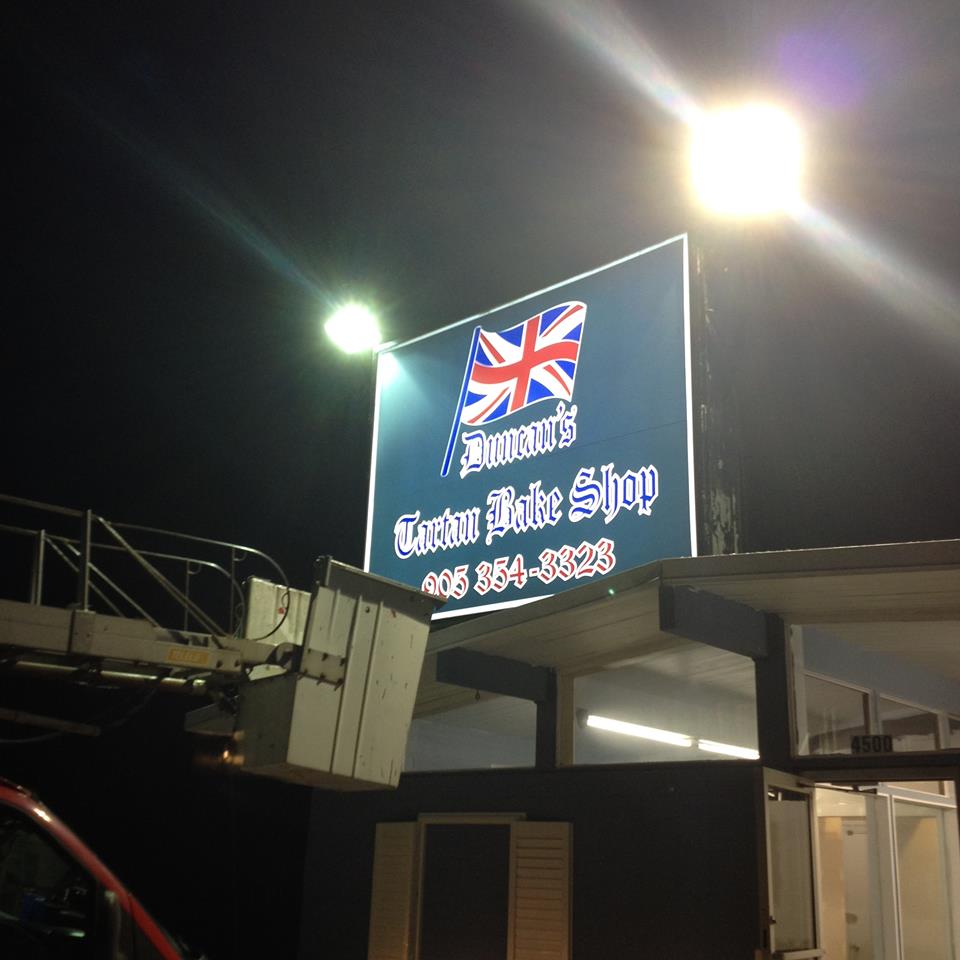 Duncan's
Tartan Bake Shop
905 354-3323
4500